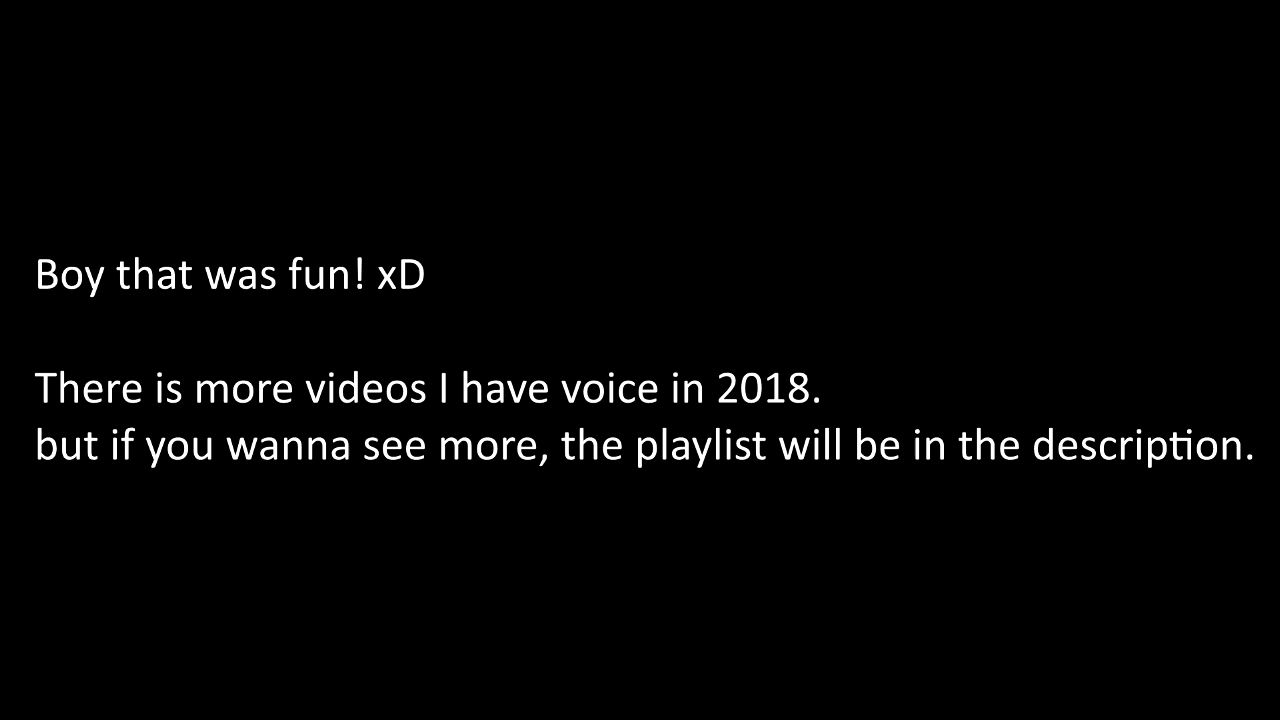 Boy that was fun! xD
There is more videos I have voice in 2018.
but if you wanna see more, the playlist will be in the description.